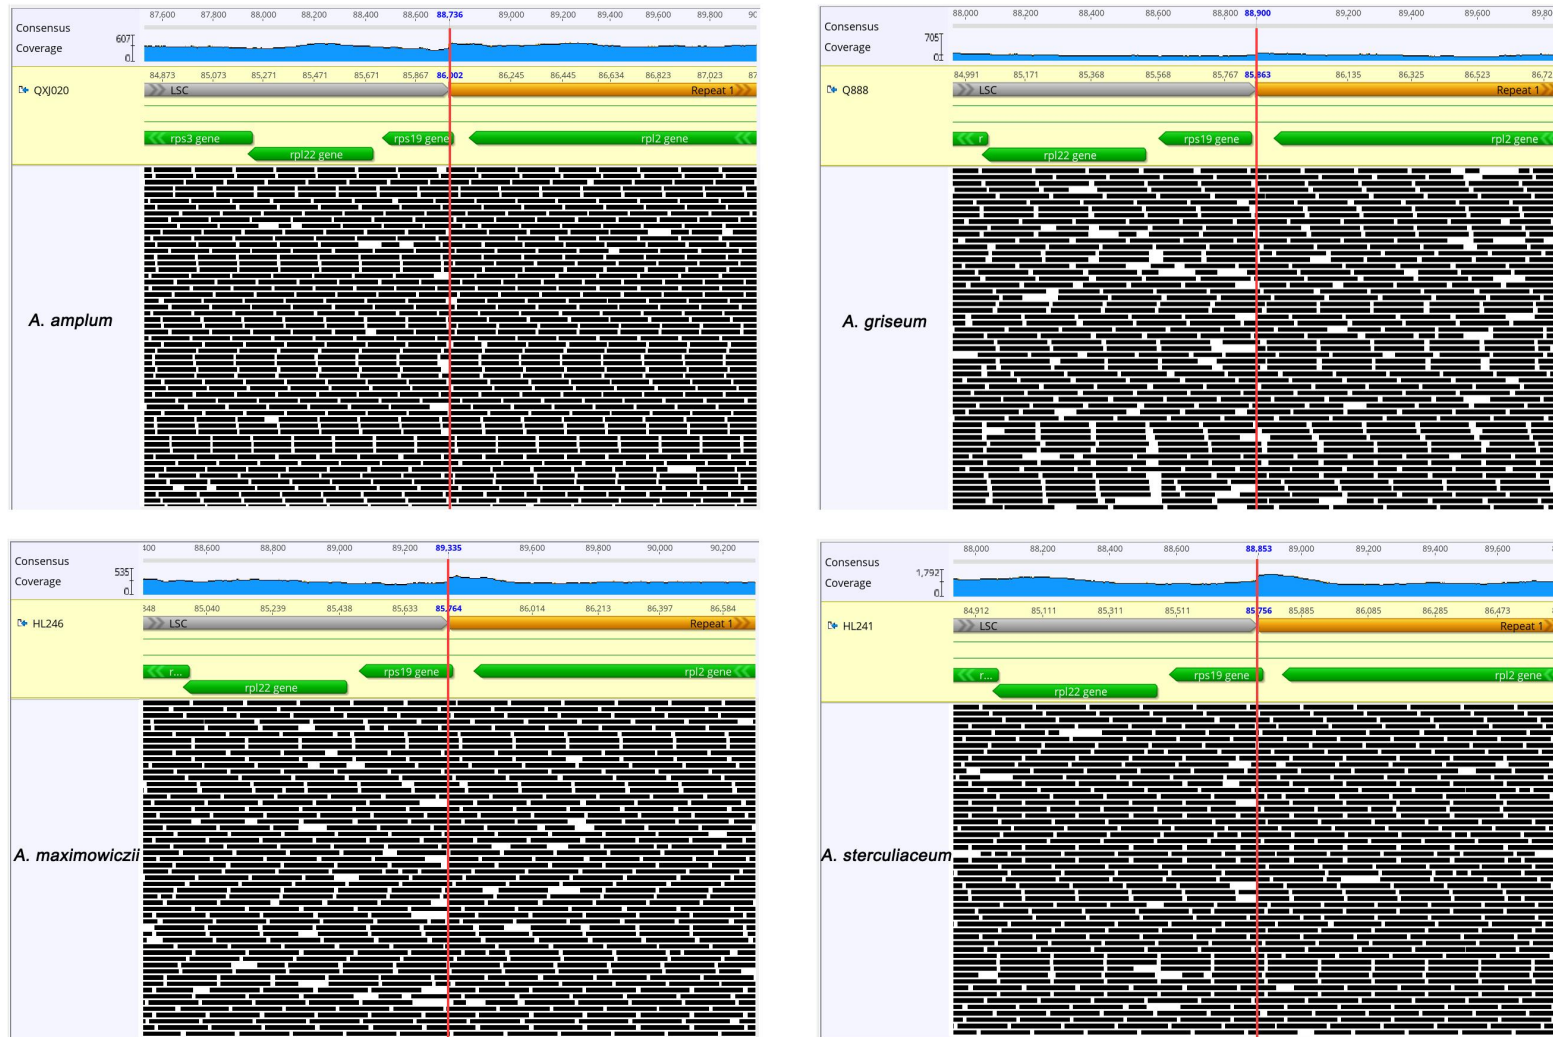 87,600 87,800 88,000 88,200 88,400 88,600 88,736 89,000 89,200 89,400 89,600 89,800 90
Consensus
Coverage 607 0
84,873 85,073 85,271 85,471 85,671 85,867 86,002 86,245 86,445 86,634 86,823 87,023 87
QXJ020 LSC Repeat 1
rps3 gene rps19 gene rpl2 gene
rpl22 gene
A. amplum
88,000 88,200 88,400 88,600 88,800 88,900 89,200 89,400 89,600 89,80
Consensus
Coverage 705 0
84,991 85,171 85,368 85,568 85,767 85,863 86,135 86,325 86,523 86,72
Q888 LSC Repeat 1
r rps19 gene rpl2 gene
rpl22 gene
A. griseum
400 88,600 88,800 89,000 89,200 89,335 89,600 89,800 90,000 90,200
Consensus
Coverage 535 0
348 85,040 85,239 85,438 85,633 85,764 86,014 86,213 86,397 86,584
HL246 LSC Repeat 1
r... rps19 gene rpl2 gene
rpl22 gene
A. maximowiczii
88,000 88,200 88,400 88,600 88,853 89,000 89,200 89,400 89,600
Consensus
Coverage 1,792 0
84,912 85,111 85,311 85,511 85,756 85,885 86,085 86,285 86,473
HL241 LSC Repeat 1
r... rps19 gene rpl2 gene
rpl22 gene
A. sterculiaceum